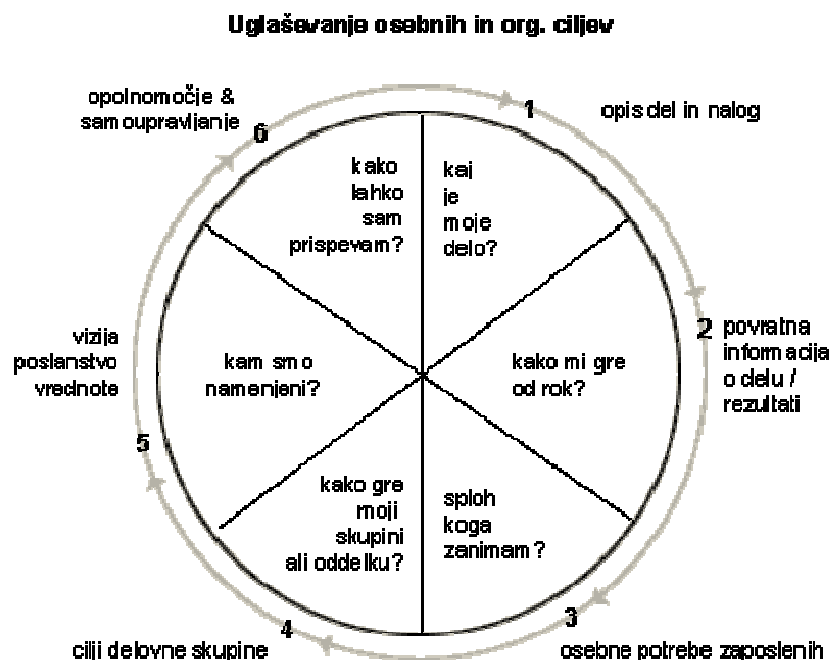 Uglaševanje osebnih in org. ciljev
opolnomočje &
samoupravljanje
6
1
opis del in nalog
kako
lahko
sam
prispevam?
kaj
je
moje
delo?
2
povratna
informacija
o delu /
rezultati
vizija
poslanstvo
vrednote
kam smo
namenjeni?
kako mi gre
od rok?
5
kako gre
moji
skupini
ali oddelku?
sploh
koga
zanimam?
4
3
cilji delovne skupine
osebne potrebe zaposlenih